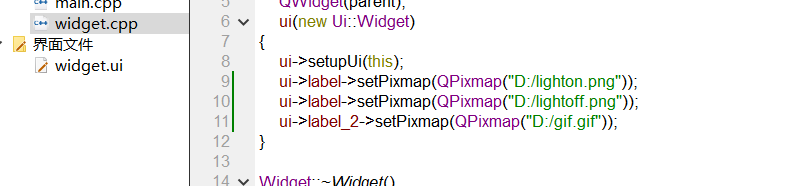 main.cpp
widget.cpp
界面文件
widget.ui
5 QWidget(parent),
6 ui(new Ui::Widget)
7 {
8 ui->setupUi(this);
9 ui->label->setPixmap(QPixmap("D:/lighton.png"));
10 ui->label->setPixmap(QPixmap("D:/lightoff.png"));
11 ui->label_2->setPixmap(QPixmap("D:/gif.gif"));
12 }
13
14 Widget::~Widget()